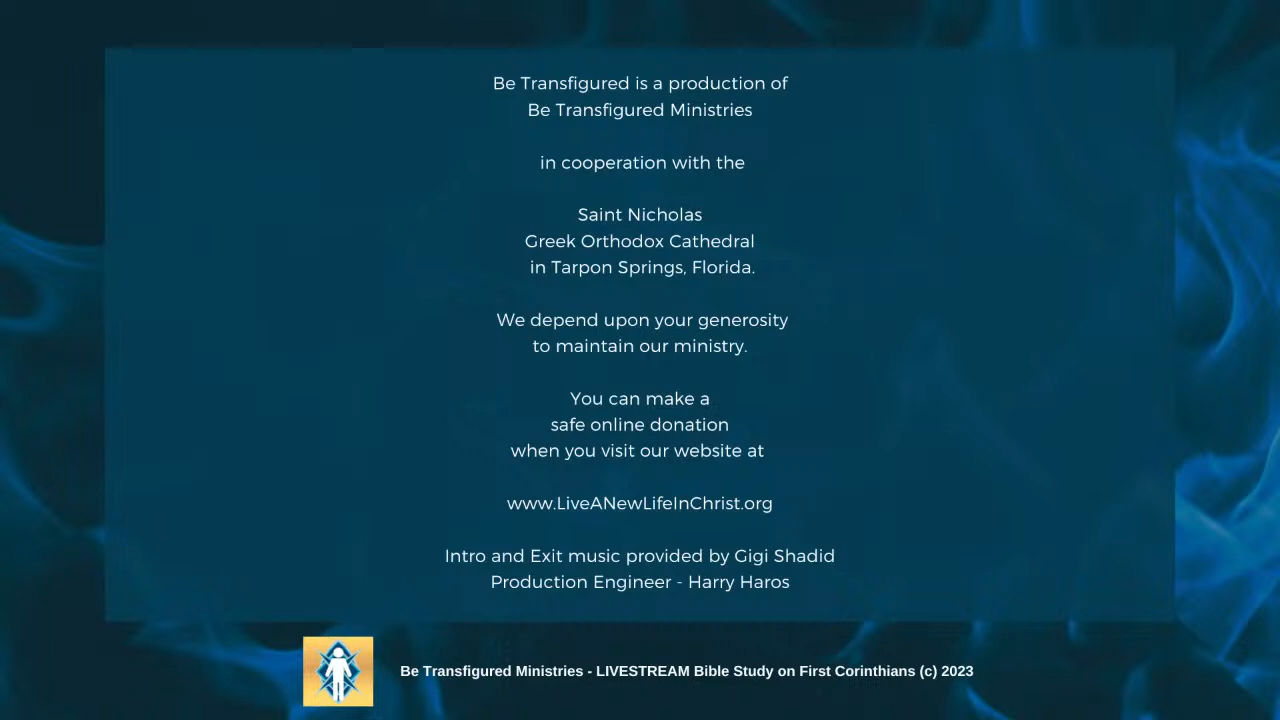 Be Transfigured is a production of
Be Transfigured Ministries
in cooperation with the
Saint Nicholas
Greek Orthodox Cathedral
in Tarpon Springs, Florida.
We depend upon your generosity
to maintain our ministry.
You can make a
safe online donation
when you visit our website at
www.LiveANewLifeInChrist.org
Intro and Exit music provided by Gigi Shadid
Production Engineer - Harry Haros
Be Transfigured Ministries - LIVESTREAM Bible Study on First Corinthians (c) 2023